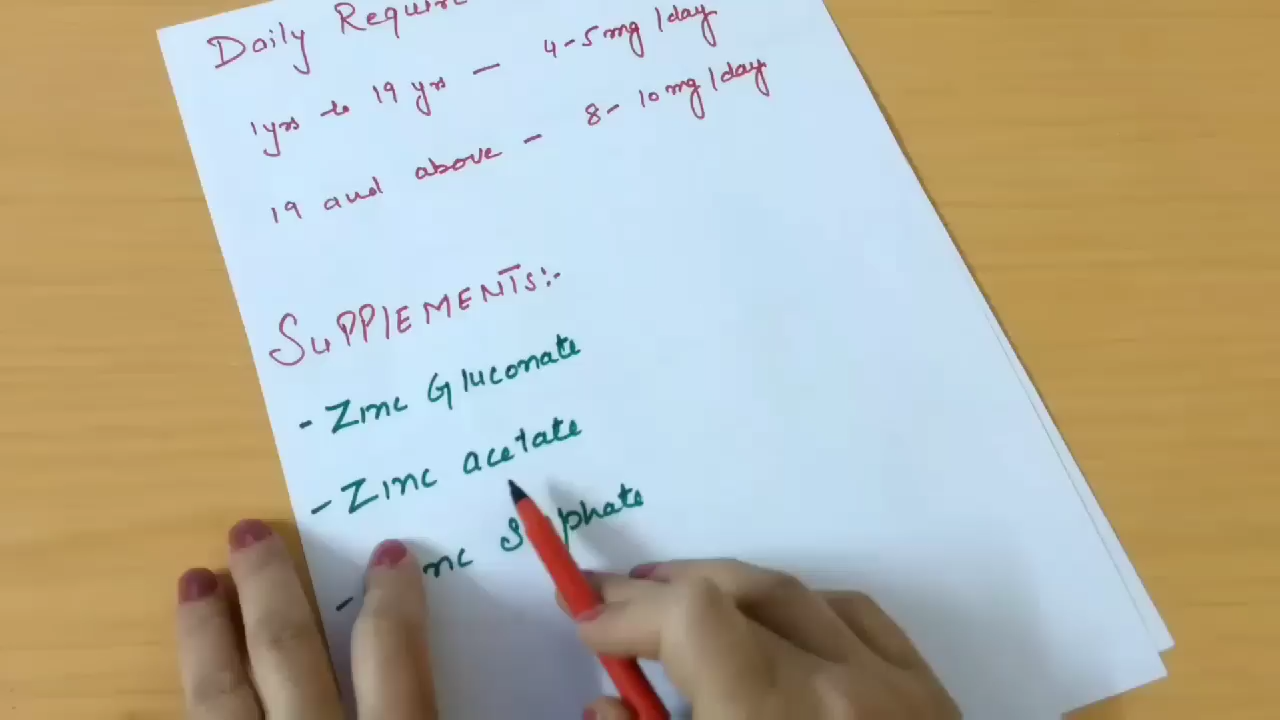 Daily Require
1yrs to 19 yrs — 4-5mg/day
19 and above - 8-10mg/day
SUPPLEMENTS:-
- Zinc Gluconate
- Zinc acetate
-